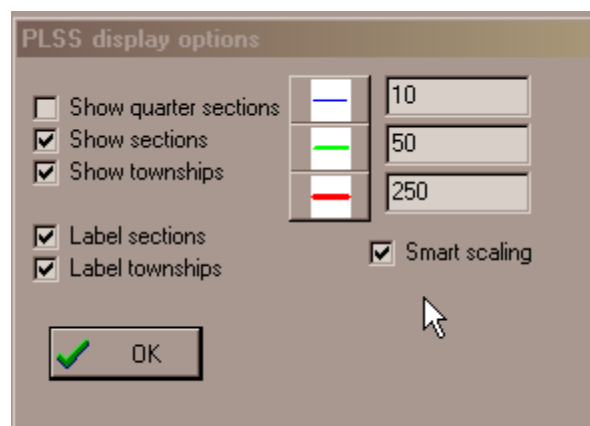 PLSS display options
Show quarter sections 10
Show sections 50
Show townships 250
Label sections
Smart scaling
Label townships
OK